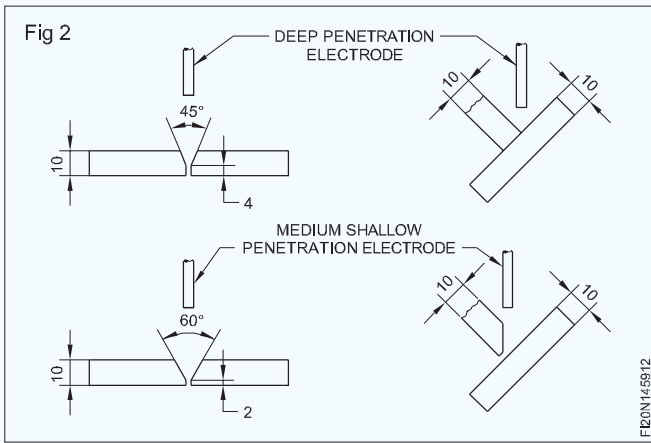 Fig 2
DEEP PENETRATION
ELECTRODE
45°
10
4
10
10
MEDIUM SHALLOW
PENETRATION ELECTRODE
60°
10
2
10
10
FI20N145912